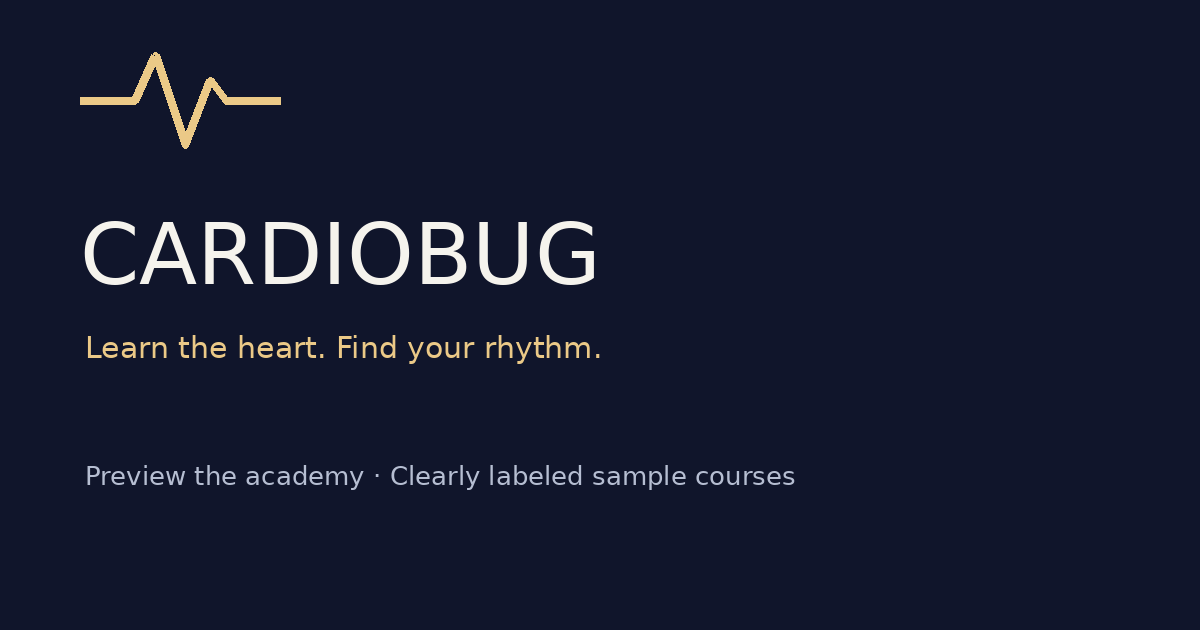 CARDIOBUG
Learn the heart. Find your rhythm.
Preview the academy · Clearly labeled sample courses